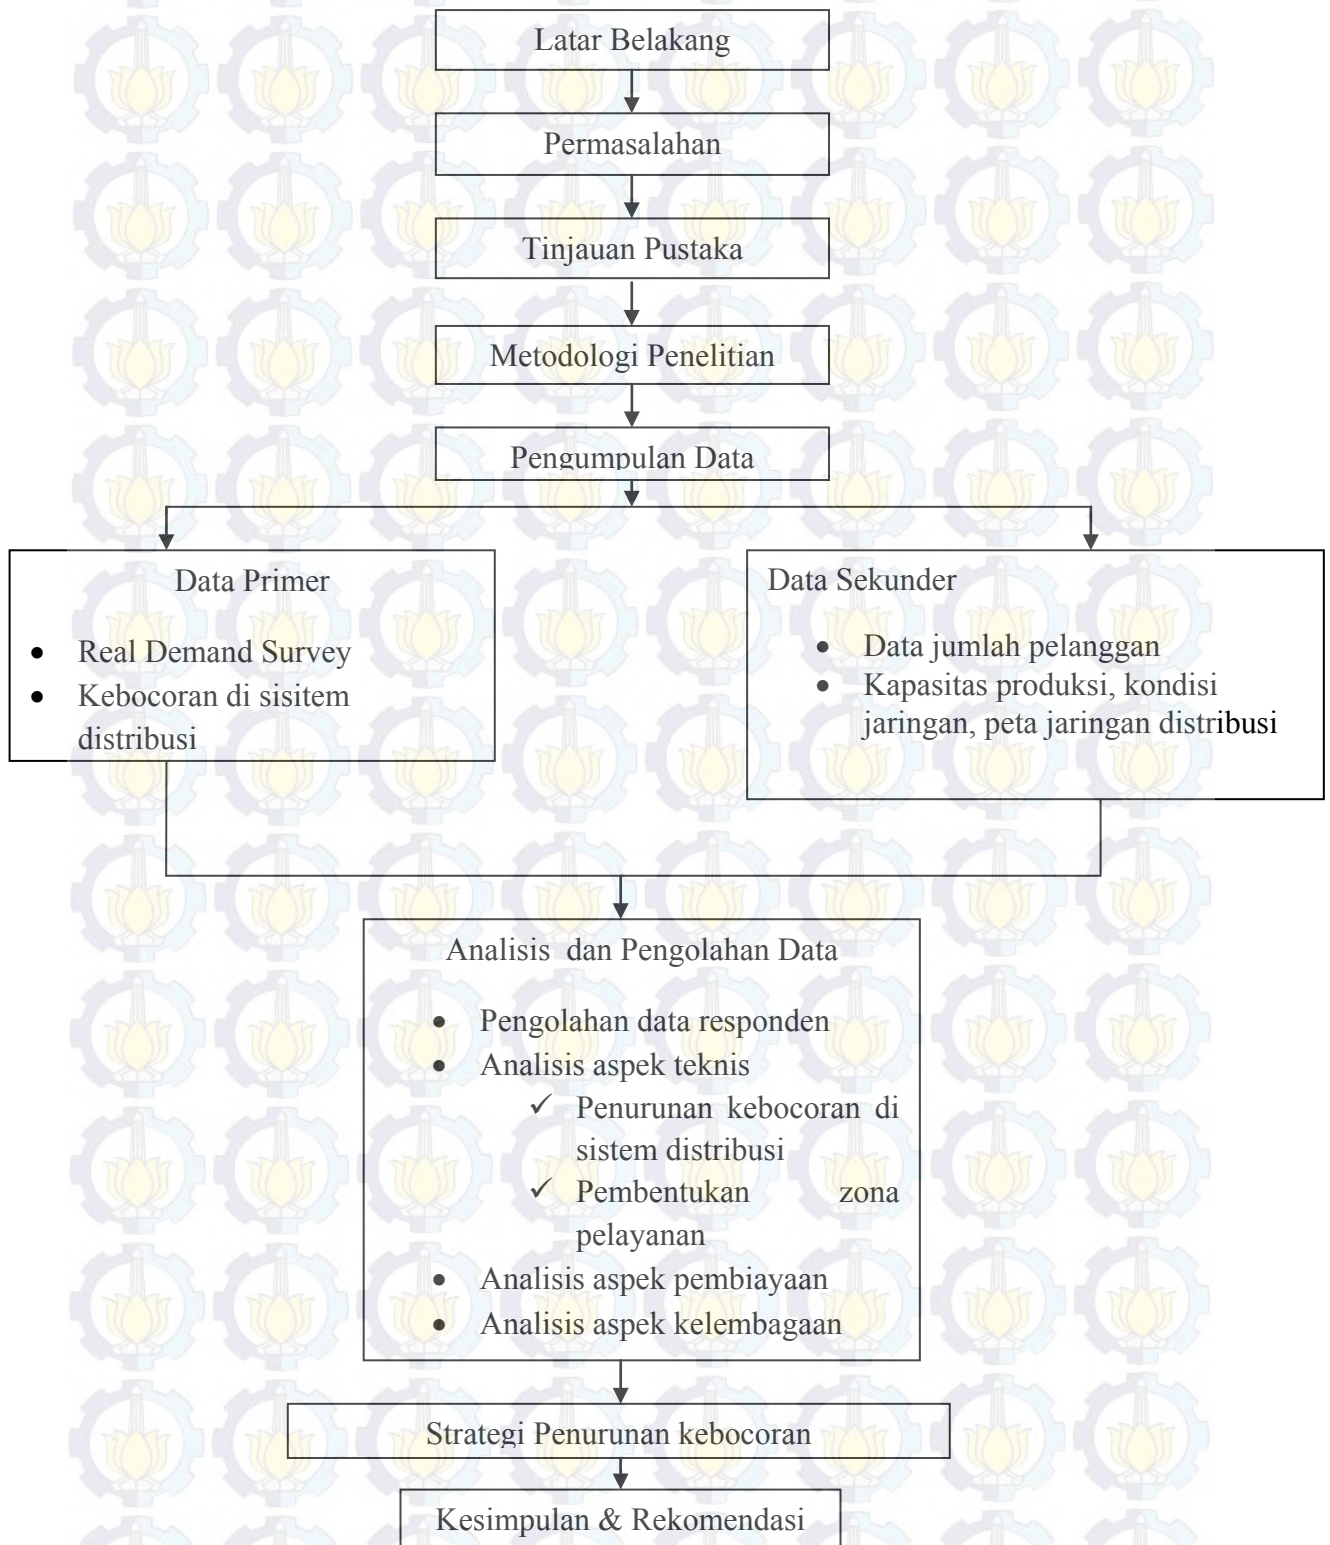 Latar Belakang
Permasalahan
Tinjauan Pustaka
Metodologi Penelitian
Pengumpulan Data
Data Primer
• Real Demand Survey
• Kebocoran di sisitem
distribusi
Data Sekunder
• Data jumlah pelanggan
• Kapasitas produksi, kondisi
jaringan, peta jaringan distribusi
Analisis dan Pengolahan Data
• Pengolahan data responden
• Analisis aspek teknis
✓ Penurunan kebocoran di
sistem distribusi
✓ Pembentukan zona
pelayanan
• Analisis aspek pembiayaan
• Analisis aspek kelembagaan
Strategi Penurunan kebocoran
Kesimpulan & Rekomendasi